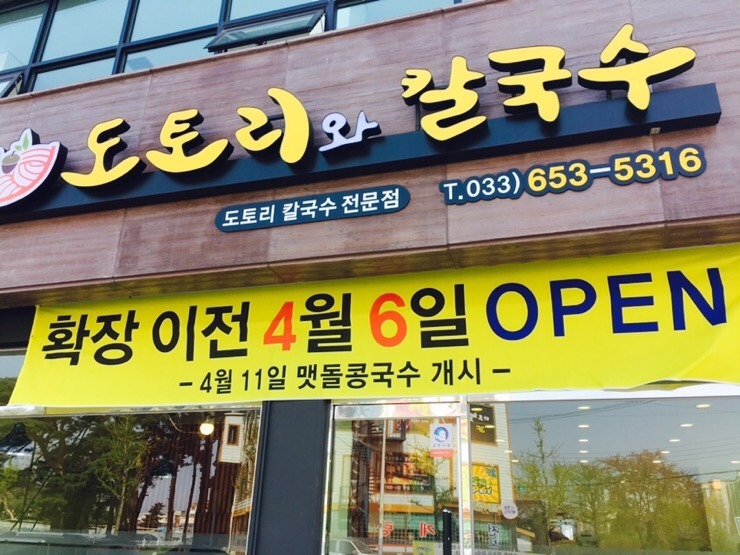 도토리와 칼국수
도토리 칼국수 전문점
T.033)653-5316
확장 이전 4월 6일 OPEN
- 4월 11일 맷돌콩국수 개시 -